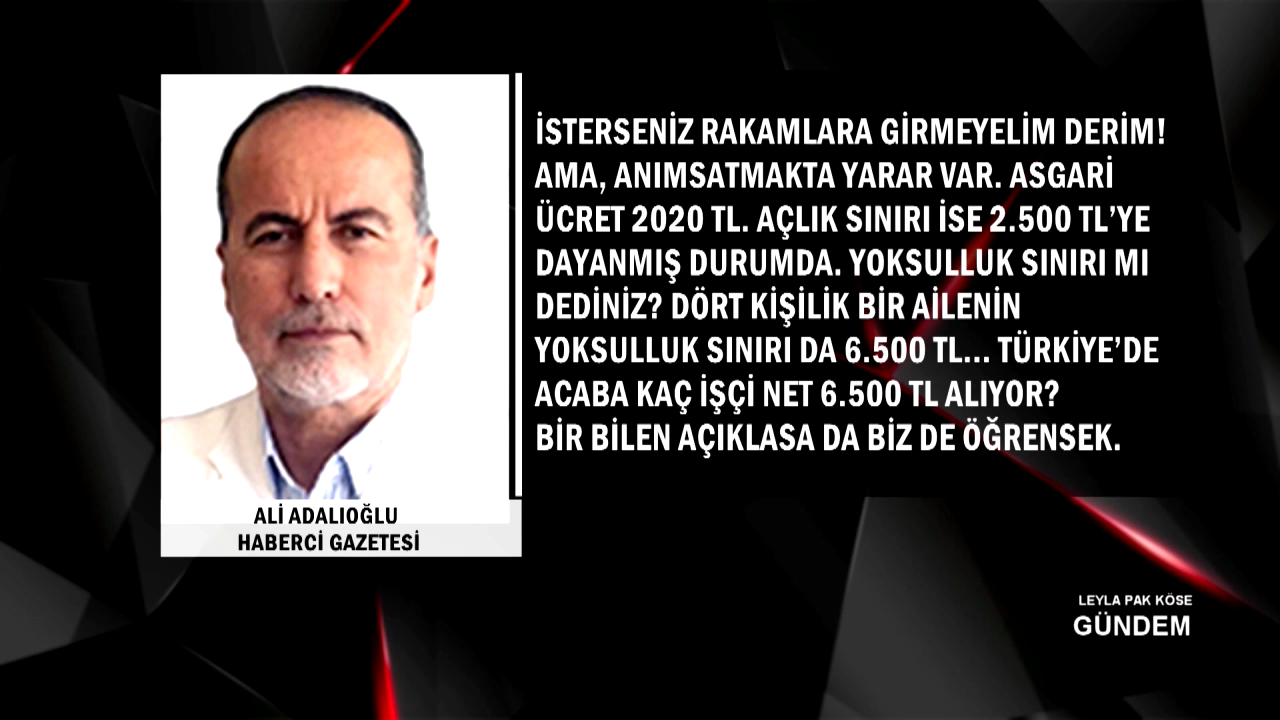 İSTERSENİZ RAKAMLARA GİRMEYELİM DERİM!
AMA, ANIMSATMAKTA YARAR VAR. ASGARİ
ÜCRET 2020 TL. AÇLIK SINIRI İSE 2.500 TL'YE
DAYANMIŞ DURUMDA. YOKSULLUK SINIRI MI
DEDİNİZ? DÖRT KİŞİLİK BİR AİLENİN
YOKSULLUK SINIRI DA 6.500 TL... TÜRKİYE'DE
ACABA KAÇ İŞÇİ NET 6.500 TL ALIYOR?
BİR BİLEN AÇIKLASA DA BİZ DE ÖĞRENSEK.
ALİ ADALIOĞLU
HABERCİ GAZETESİ
LEYLA PAK KÖSE
GÜNDEM